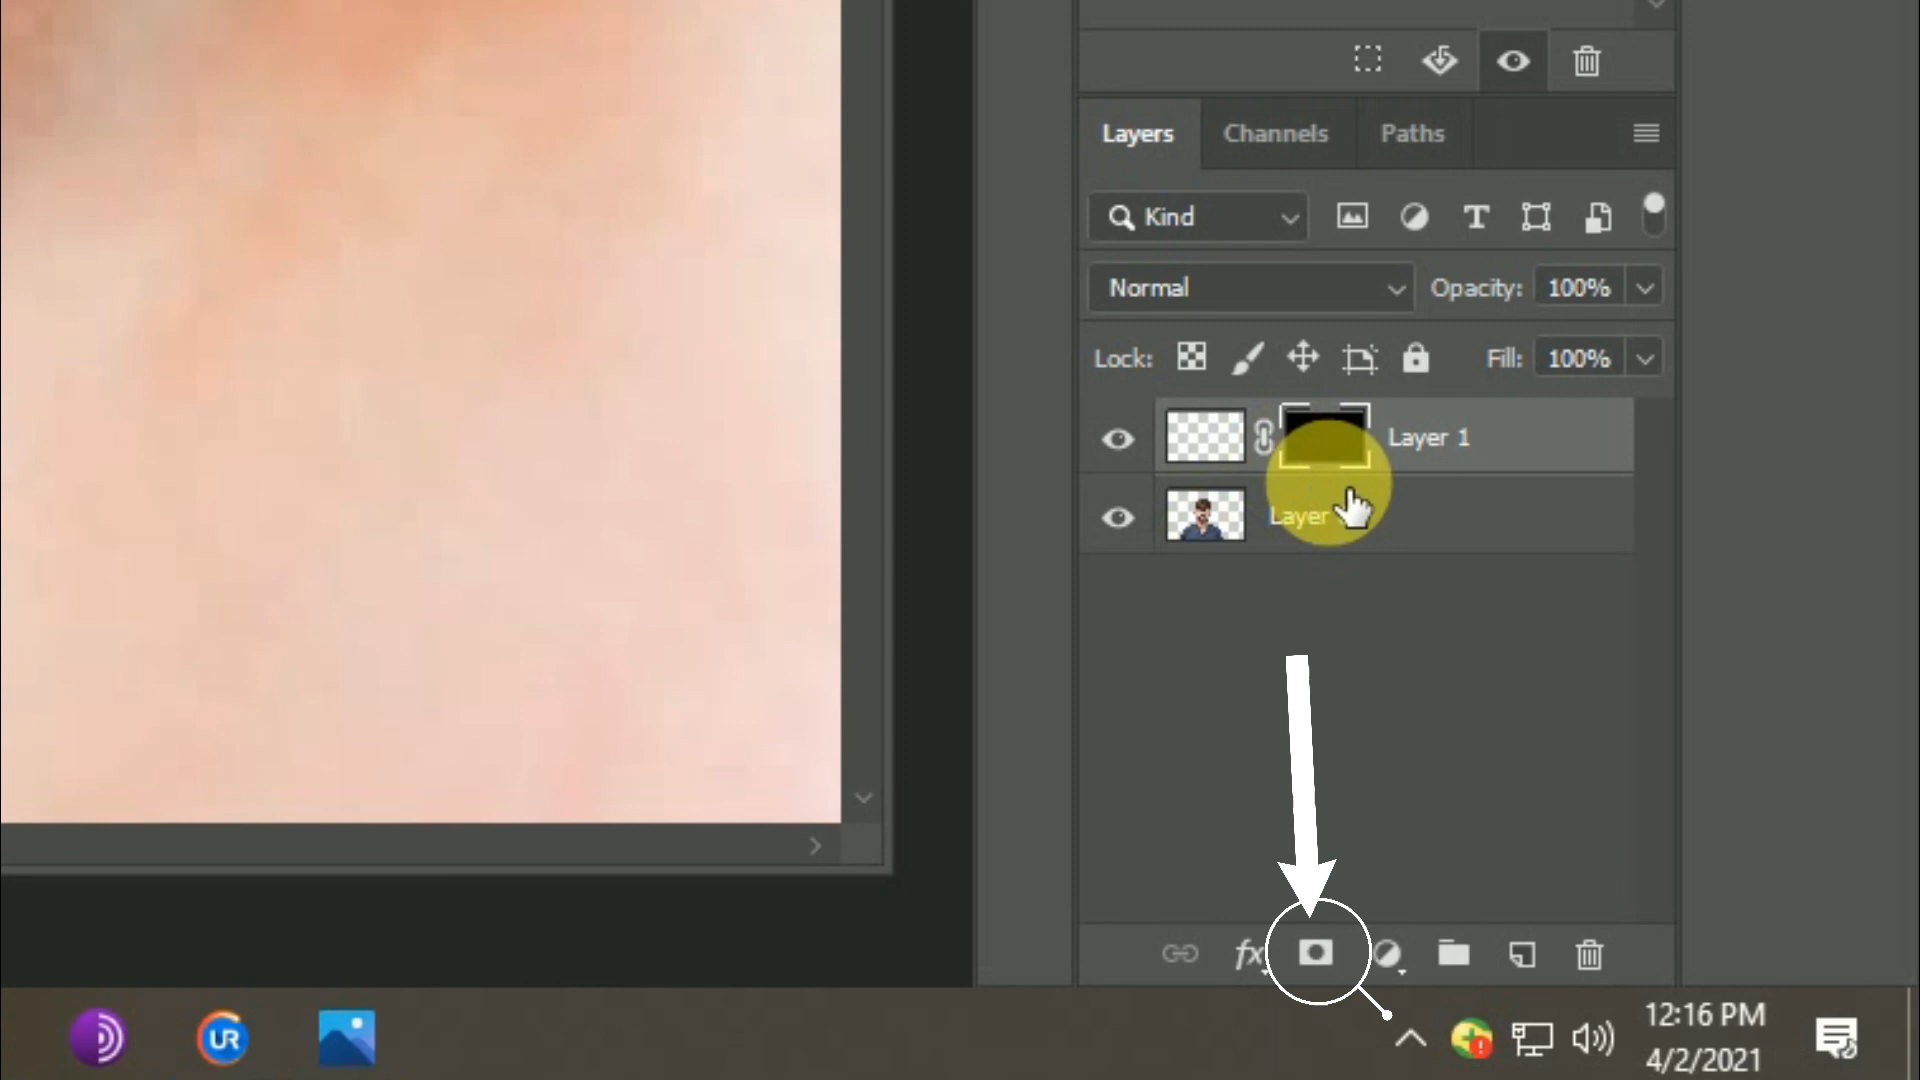 Layers Channels Paths
Kind
Normal Opacity: 100%
Lock: Fill: 100%
Layer 1
Layer
fx
UR
12:16 PM
4/2/2021